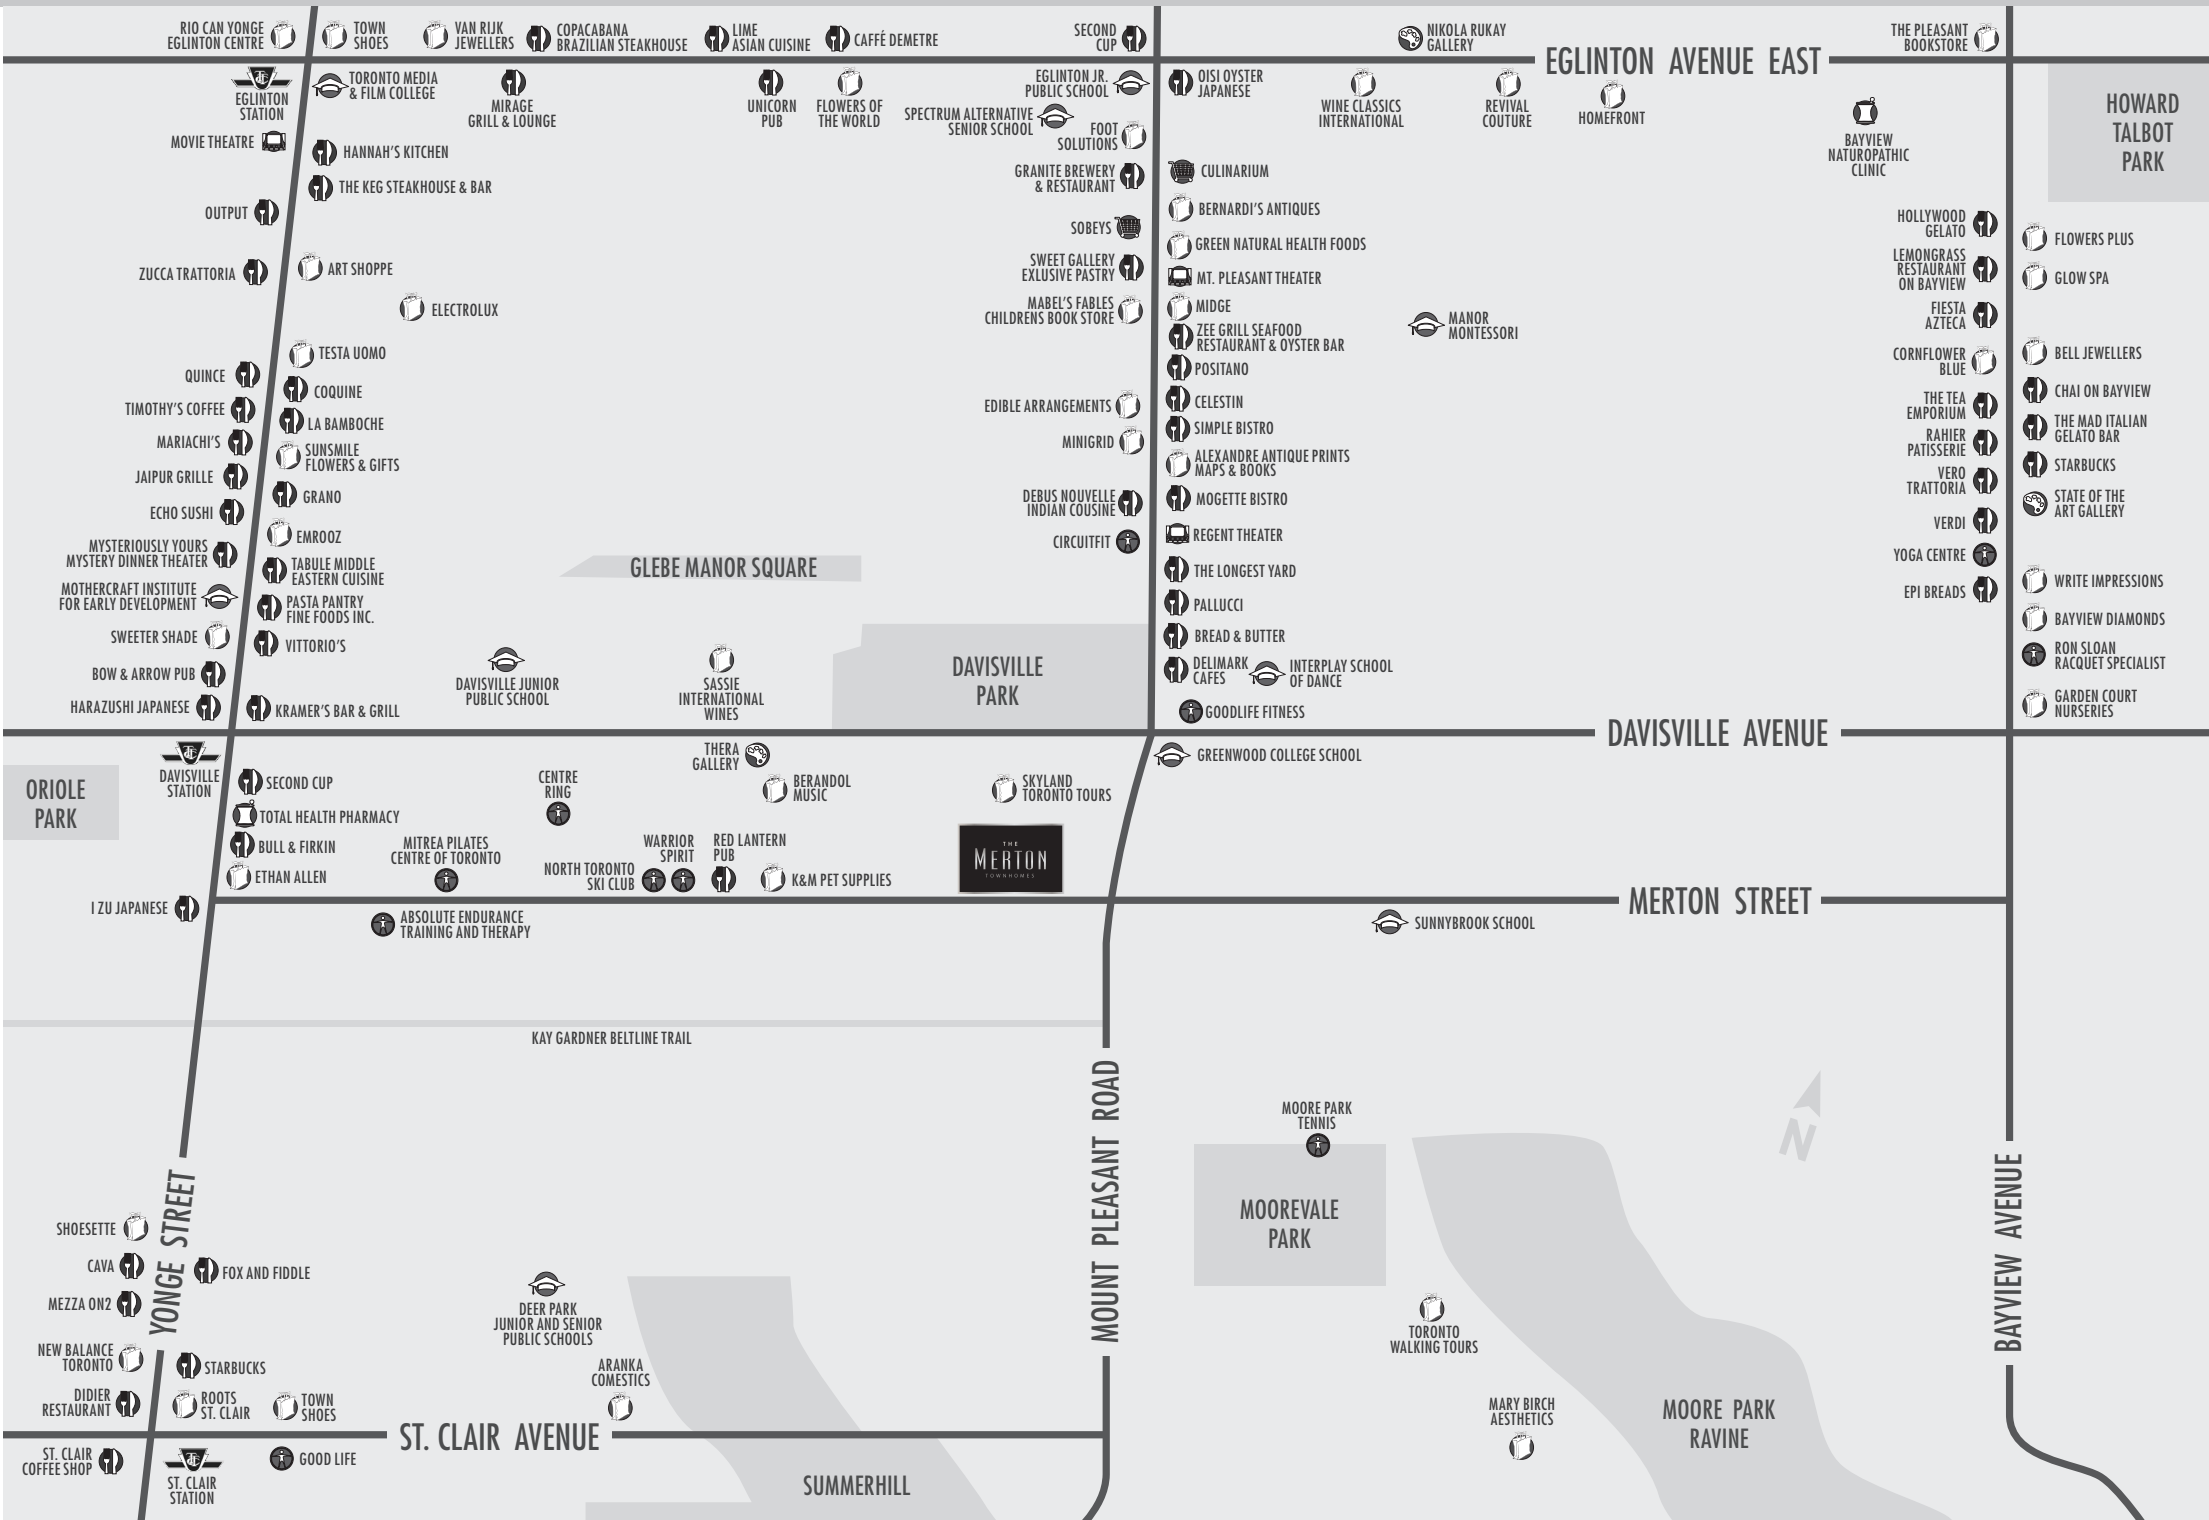 RIO CAN YONGE
EGLINTON CENTRE
TOWN
SHOES
VAN RIJK
JEWELLERS
COPACABANA
BRAZILIAN STEAKHOUSE
LIME
ASIAN CUISINE
CAFFÉ DEMETRE
SECOND
CUP
NIKOLA RUKAY
GALLERY
THE PLEASANT
BOOKSTORE
EGLINTON AVENUE EAST
EGLINTON
STATION
TORONTO MEDIA
& FILM COLLEGE
MIRAGE
GRILL & LOUNGE
UNICORN
PUB
FLOWERS OF
THE WORLD
EGLINTON JR.
PUBLIC SCHOOL
SPECTRUM ALTERNATIVE
SENIOR SCHOOL
FOOT
SOLUTIONS
OISI OYSTER
JAPANESE
WINE CLASSICS
INTERNATIONAL
REVIVAL
COUTURE
HOMEFRONT
BAYVIEW
NATUROPATHIC
CLINIC
HOWARD
TALBOT
PARK
MOVIE THEATRE
HANNAH'S KITCHEN
THE KEG STEAKHOUSE & BAR
OUTPUT
ZUCCA TRATTORIA
ART SHOPPE
ELECTROLUX
TESTA UOMO
QUINCE
COQUINE
TIMOTHY'S COFFEE
LA BAMBOCHE
MARIACHI'S
SUNSMILE
FLOWERS & GIFTS
JAIPUR GRILLE
GRANO
ECHO SUSHI
EMROOZ
MYSTERIOUSLY YOURS
MYSTERY DINNER THEATER
TABULE MIDDLE
EASTERN CUISINE
MOTHERCRAFT INSTITUTE
FOR EARLY DEVELOPMENT
PASTA PANTRY
FINE FOODS INC.
SWEETER SHADE
VITTORIO'S
BOW & ARROW PUB
HARAZUSHI JAPANESE
KRAMER'S BAR & GRILL
GRANITE BREWERY
& RESTAURANT
SOBEYS
SWEET GALLERY
EXLUSIVE PASTRY
MABEL'S FABLES
CHILDRENS BOOK STORE
EDIBLE ARRANGEMENTS
MINIGRID
DEBUS NOUVELLE
INDIAN COUSINE
CIRCUITFIT
CULINARIUM
BERNARDI'S ANTIQUES
GREEN NATURAL HEALTH FOODS
MT. PLEASANT THEATER
MIDGE
ZEE GRILL SEAFOOD
RESTAURANT & OYSTER BAR
POSITANO
CELESTIN
SIMPLE BISTRO
ALEXANDRE ANTIQUE PRINTS
MAPS & BOOKS
MOGETTE BISTRO
REGENT THEATER
THE LONGEST YARD
PALLUCCI
BREAD & BUTTER
DELIMARK
CAFES
INTERPLAY SCHOOL
OF DANCE
GOODLIFE FITNESS
MANOR
MONTESSORI
HOLLYWOOD
GELATO
LEMONGRASS
RESTAURANT
ON BAYVIEW
FIESTA
AZTECA
CORNFLOWER
BLUE
THE TEA
EMPORIUM
RAHIER
PATISSERIE
VERO
TRATTORIA
VERDI
YOGA CENTRE
EPI BREADS
FLOWERS PLUS
GLOW SPA
BELL JEWELLERS
CHAI ON BAYVIEW
THE MAD ITALIAN
GELATO BAR
STARBUCKS
STATE OF THE
ART GALLERY
WRITE IMPRESSIONS
BAYVIEW DIAMONDS
RON SLOAN
RACQUET SPECIALIST
GARDEN COURT
NURSERIES
GLEBE MANOR SQUARE
DAVISVILLE JUNIOR
PUBLIC SCHOOL
SASSIE
INTERNATIONAL
WINES
DAVISVILLE
PARK
DAVISVILLE AVENUE
ORIOLE
PARK
DAVISVILLE
STATION
SECOND CUP
TOTAL HEALTH PHARMACY
BULL & FIRKIN
ETHAN ALLEN
I ZU JAPANESE
CENTRE
RING
MITREA PILATES
CENTRE OF TORONTO
THERA
GALLERY
BERANDOL
MUSIC
WARRIOR
SPIRIT
NORTH TORONTO
SKI CLUB
RED LANTERN
PUB
K&M PET SUPPLIES
SKYLAND
TORONTO TOURS
THE
MERTON
TOWNHOMES
GREENWOOD COLLEGE SCHOOL
MERTON STREET
ABSOLUTE ENDURANCE
TRAINING AND THERAPY
SUNNYBROOK SCHOOL
KAY GARDNER BELTLINE TRAIL
MOUNT PLEASANT ROAD
MOORE PARK
TENNIS
MOOREVALE
PARK
N
BAYVIEW AVENUE
YONGE STREET
SHOESETTE
CAVA
FOX AND FIDDLE
MEZZA ON2
NEW BALANCE
TORONTO
STARBUCKS
DIDIER
RESTAURANT
ROOTS
ST. CLAIR
TOWN
SHOES
DEER PARK
JUNIOR AND SENIOR
PUBLIC SCHOOLS
ARANKA
COMESTICS
TORONTO
WALKING TOURS
MARY BIRCH
AESTHETICS
MOORE PARK
RAVINE
ST. CLAIR AVENUE
ST. CLAIR
COFFEE SHOP
ST. CLAIR
STATION
GOOD LIFE
SUMMERHILL